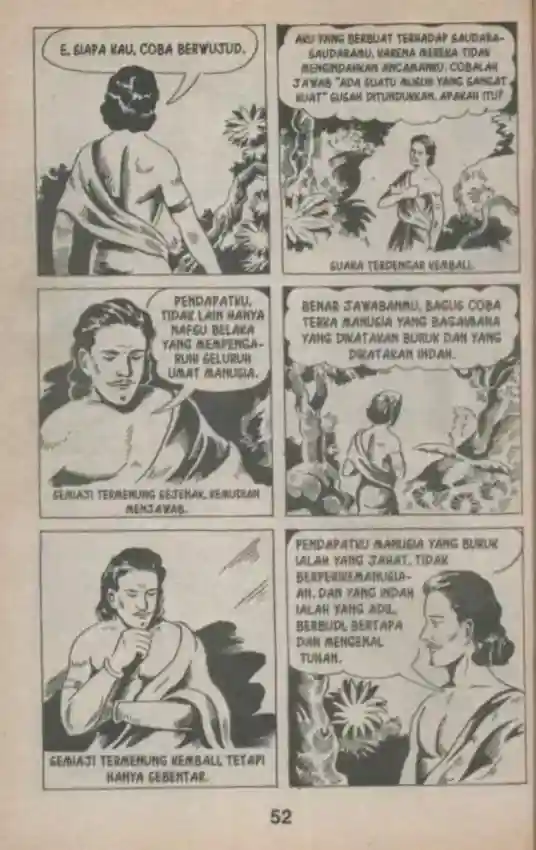 E, SIAPA KAU, COBA BERWUJUD.
AKU YANG BERBUAT TERHADAP SAUDARA-
SAUDARAMU, KARENA MEREKA TIDAK
MENGINDAHKAN ANCAMANKU. COBALAH
JAWAB "ADA SUATU MUSUH YANG SANGAT
KUAT" SUSAH DITUNDUKKAN, APAKAH ITU?
SUARA TERDENGAR KEMBALI.
PENDAPATKU,
TIDAK LAIN HANYA
NAFSU BELAKA
YANG MEMPENGA-
RUHI SELURUH
UMAT MANUSIA.
SEMIAJI TERMENUNG SEJENAK, KEMUDIAN
MENJAWAB.
BENAR JAWABANMU, BAGUS COBA
TERKA MANUSIA YANG BAGAIMANA
YANG DIKATAKAN BURUK DAN YANG
DIKATAKAN INDAH.
SEMIAJI TERMENUNG KEMBALI, TETAPI
HANYA SEBENTAR.
PENDAPATKU MANUSIA YANG BURUK
IALAH YANG JAHAT, TIDAK
BERPERIKEMANUSIA-
AN. DAN YANG INDAH
IALAH YANG ADIL,
BERBUDI, BERTAPA
DAN MENGENAL
TUHAN.
52